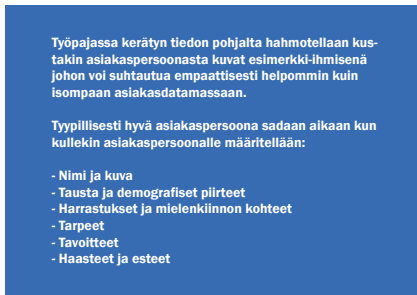 Työpajassa kerätyn tiedon pohjalta hahmotellaan kus-
takin asiakaspersoonasta kuvat esimerkki-ihmisenä
johon voi suhtautua empaattisesti helpommin kuin
isompaan asiakasdatamassaan.
Tyypillisesti hyvä asiakaspersoona sadaan aikaan kun
kullekin asiakaspersoonalle määritellään:
- Nimi ja kuva
- Tausta ja demografiset piirteet
- Harrastukset ja mielenkiinnon kohteet
- Tarpeet
- Tavoitteet
- Haasteet ja esteet